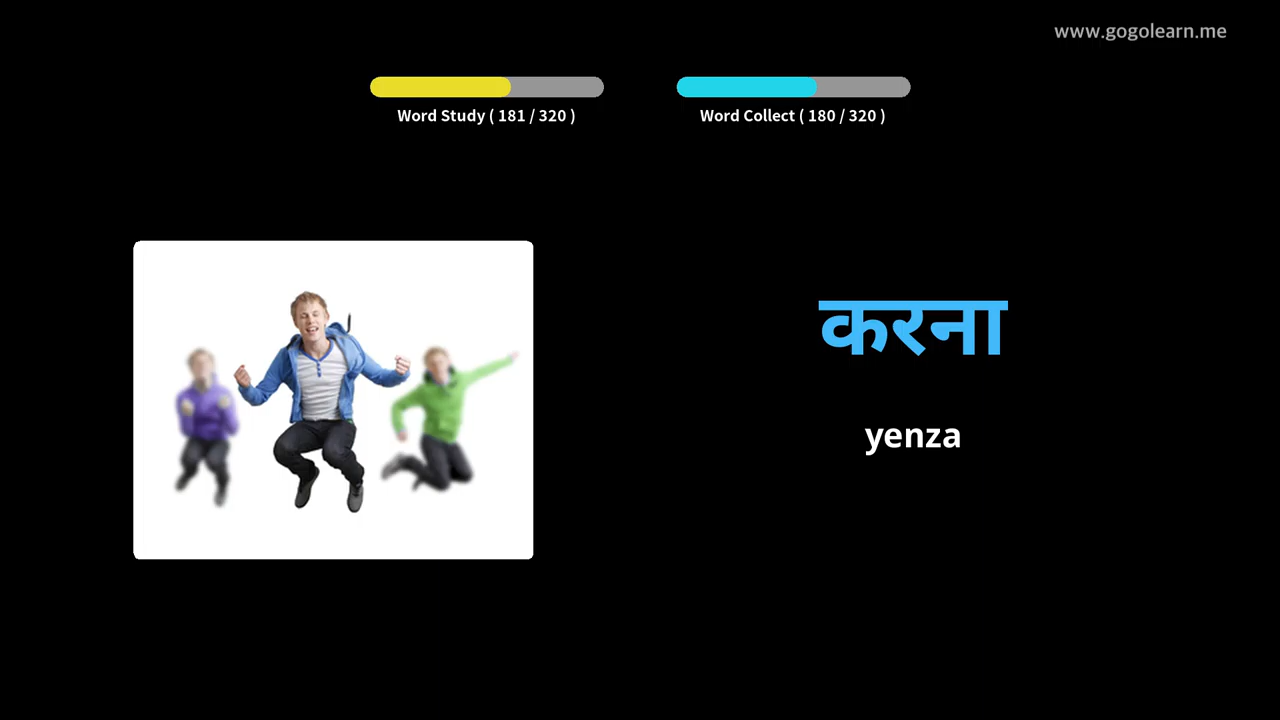 www.gogolearn.me
Word Study ( 181 / 320 )
Word Collect ( 180 / 320 )
करना
yenza